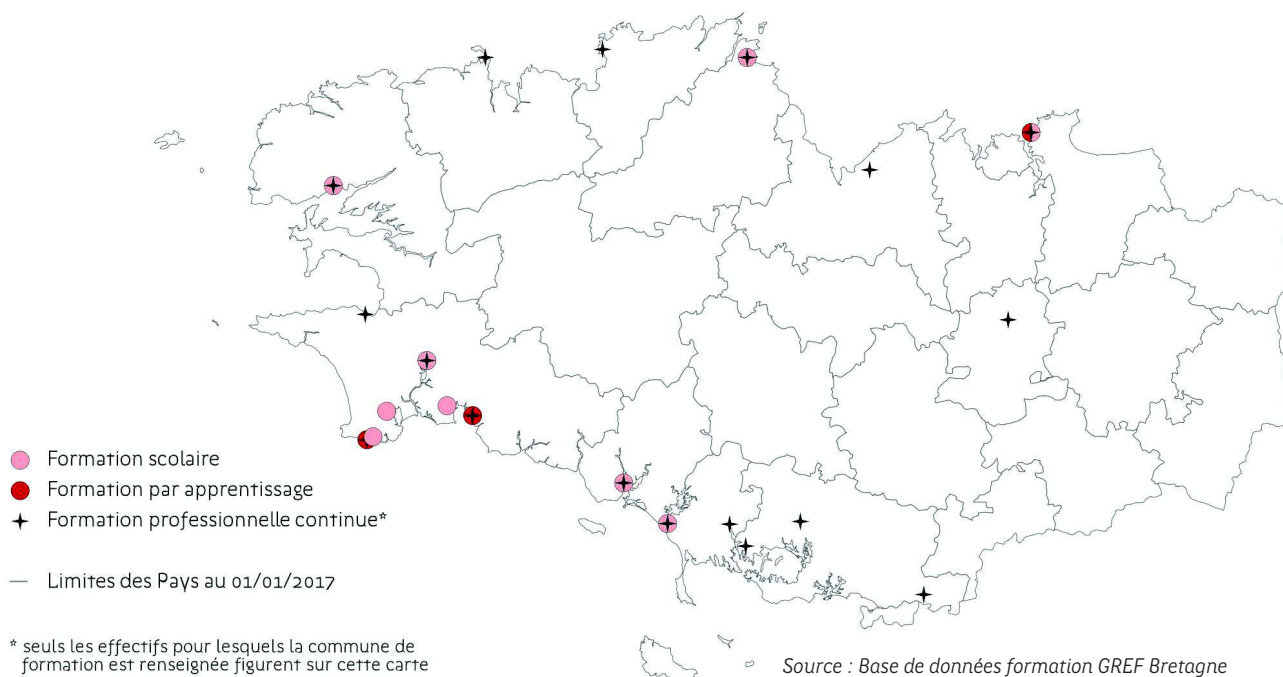 Formation scolaire
Formation par apprentissage
Formation professionnelle continue*
Limites des Pays au 01/01/2017
* seuls les effectifs pour lesquels la commune de
formation est renseignée figurent sur cette carte
Source : Base de données formation GREF Bretagne